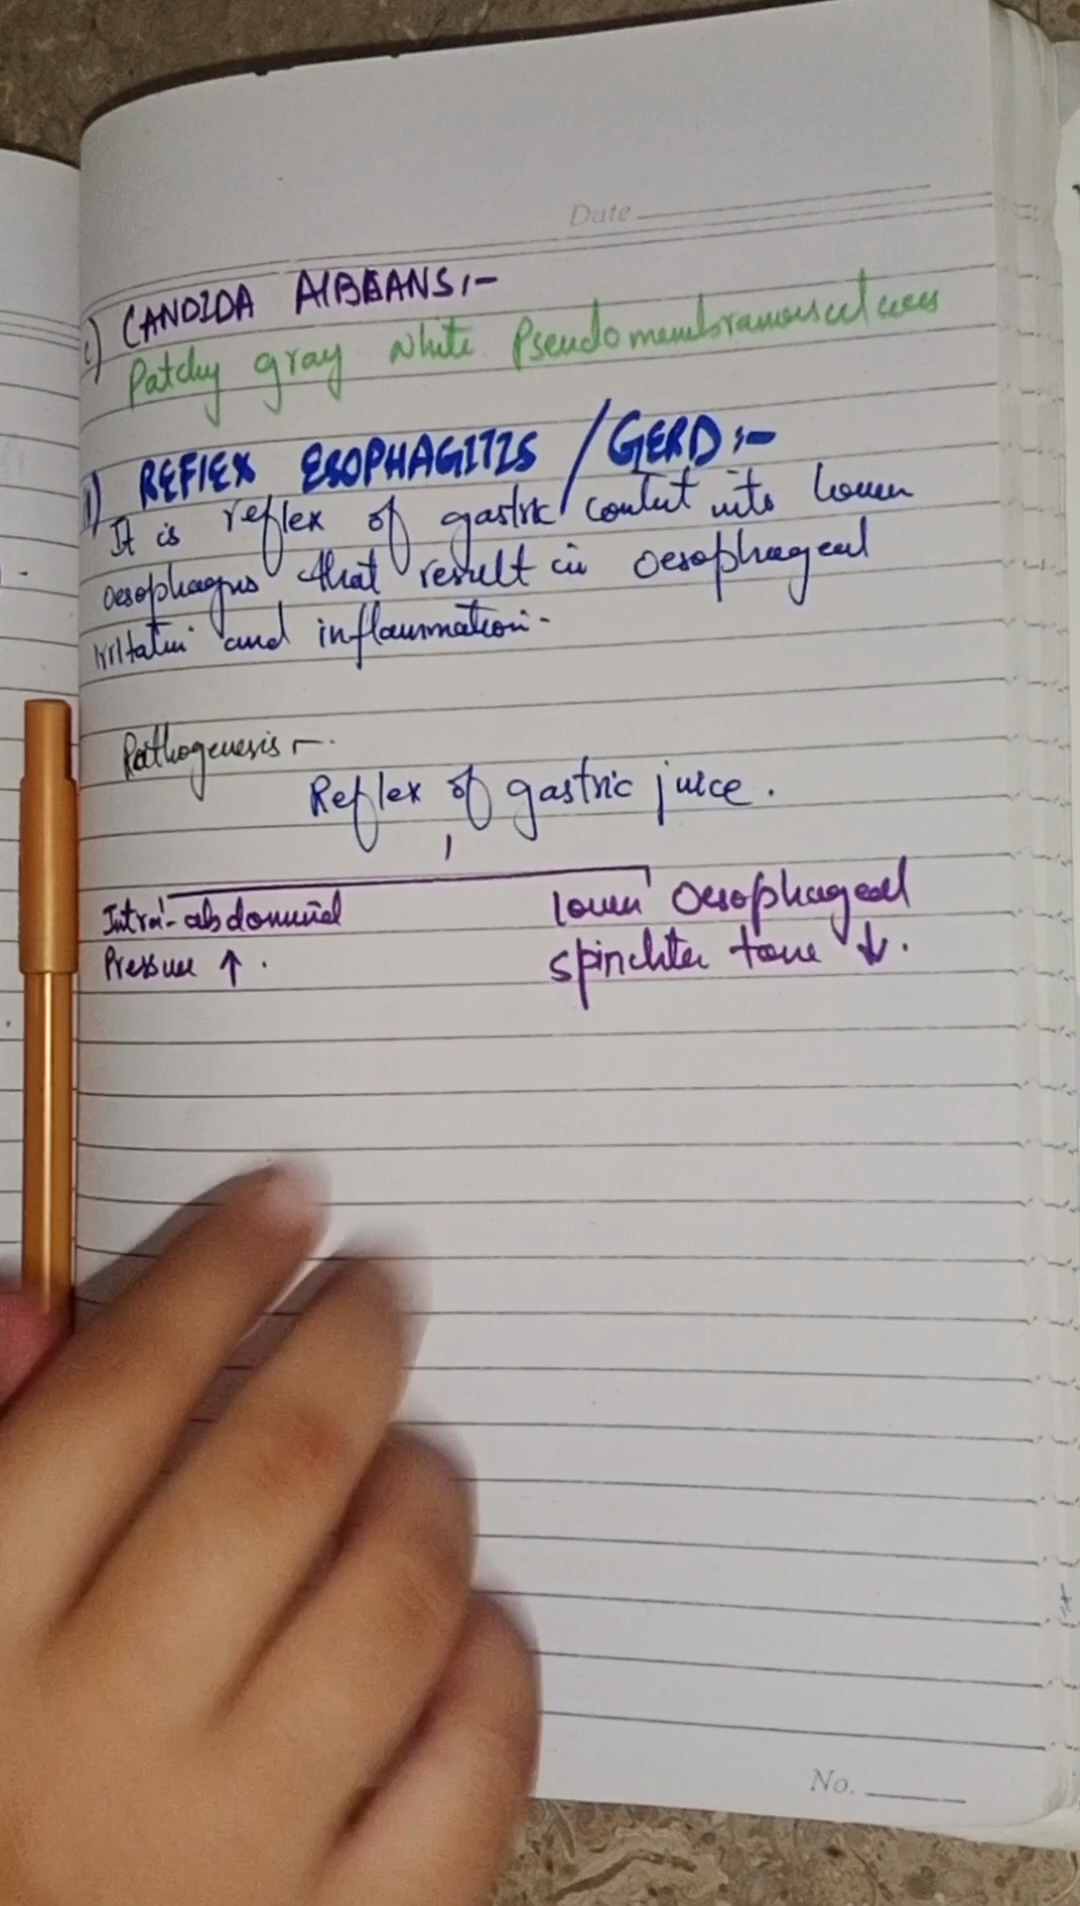 Date
c) CANDIDA AlBBANS:-
Patchy gray white Pseudomembranous
d) REFlEX ESOPHAGITIS / GERD:-
It is reflex of gastric content into lower
oesophagus that result in oesophageal
irritation and inflammation.
Pathogenesis:-
Reflex of gastric juice.
Intra-abdominal
Pressure ↑.
lower Oesophageal
spinchter tone ↓.
No.